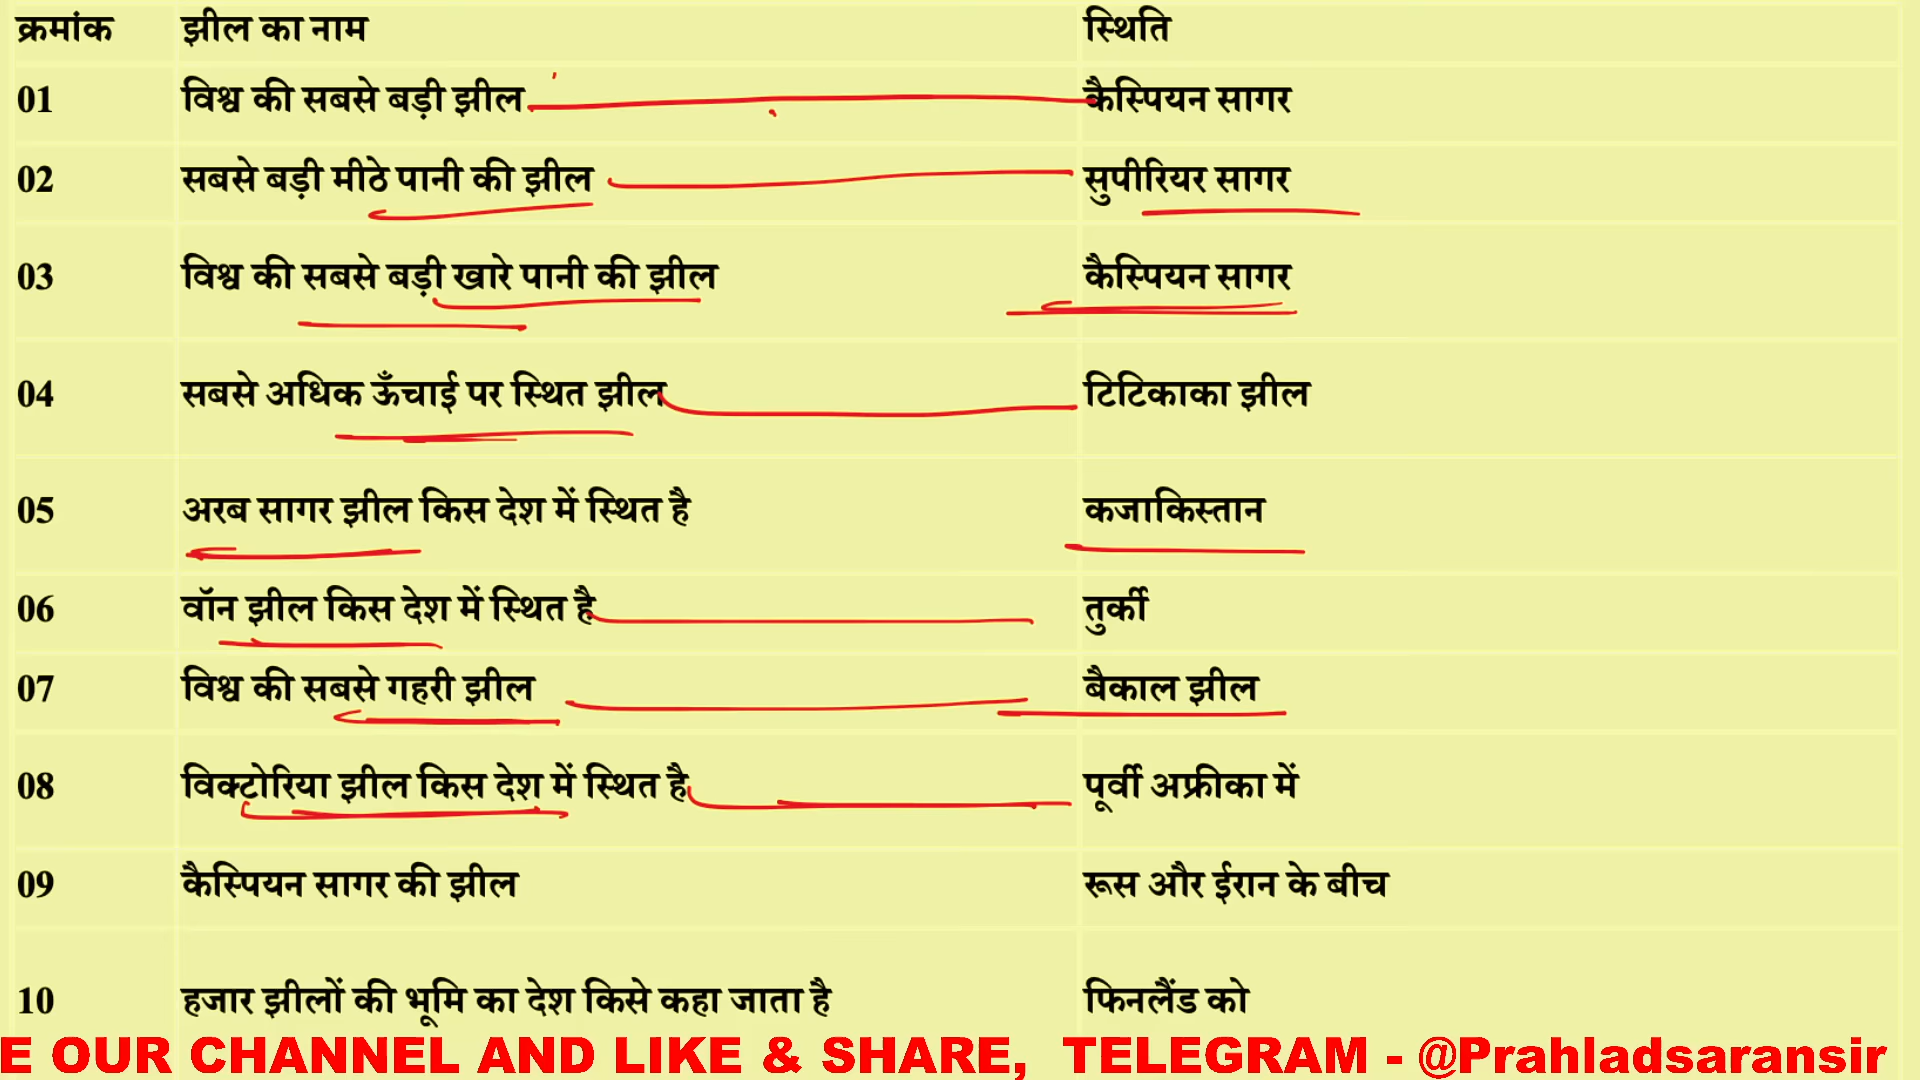 क्रमांक झील का नाम स्थिति
01 विश्व की सबसे बड़ी झील कैस्पियन सागर
02 सबसे बड़ी मीठे पानी की झील सुपीरियर सागर
03 विश्व की सबसे बड़ी खारे पानी की झील कैस्पियन सागर
04 सबसे अधिक ऊँचाई पर स्थित झील टिटिकाका झील
05 अरब सागर झील किस देश में स्थित है कजाकिस्तान
06 वॉन झील किस देश में स्थित है तुर्की
07 विश्व की सबसे गहरी झील बैकाल झील
08 विक्टोरिया झील किस देश में स्थित है पूर्वी अफ्रीका में
09 कैस्पियन सागर की झील रूस और ईरान के बीच
10 हजार झीलों की भूमि का देश किसे कहा जाता है फिनलैंड को
E OUR CHANNEL AND LIKE & SHARE, TELEGRAM - @Prahladsaransir